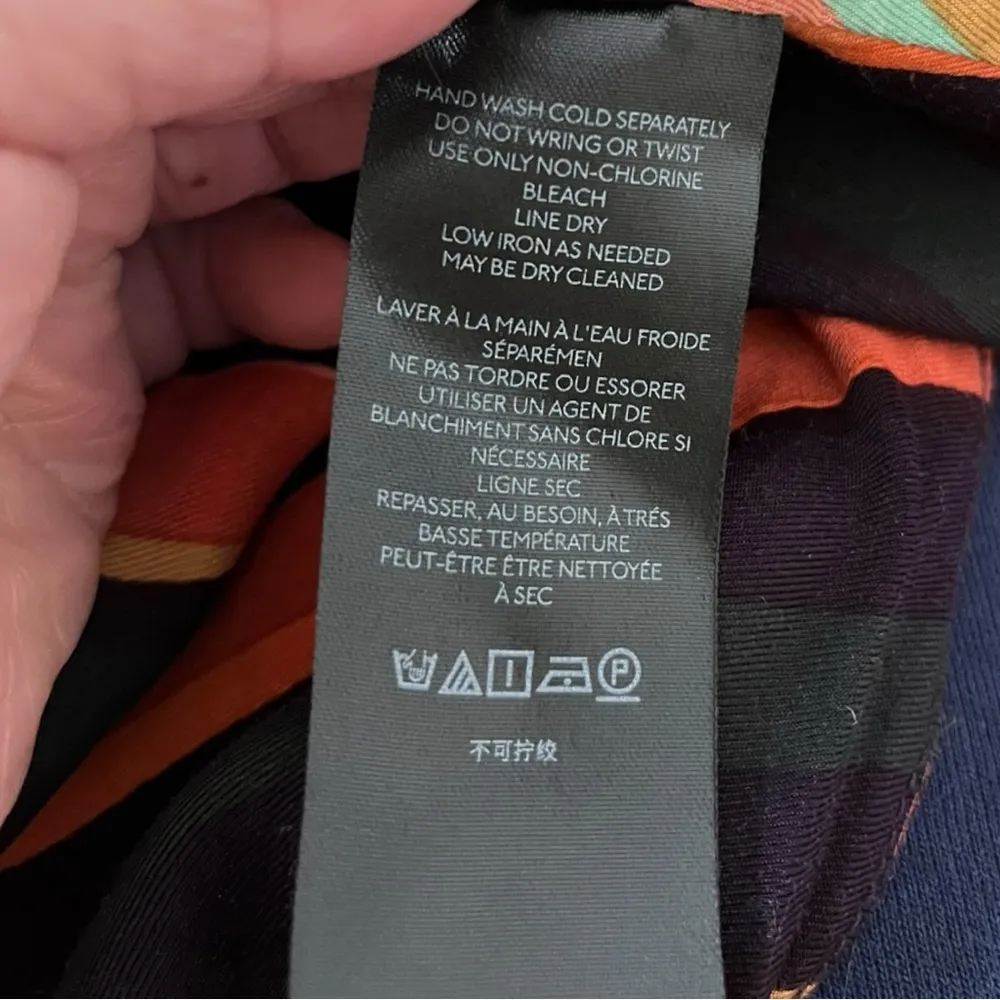 HAND WASH COLD SEPARATELY
DO NOT WRING OR TWIST
USE ONLY NON-CHLORINE
BLEACH
LINE DRY
LOW IRON AS NEEDED
MAY BE DRY CLEANED
LAVER À LA MAIN À L'EAU FROIDE
SÉPARÉMEN
NE PAS TORDRE OU ESSORER
UTILISER UN AGENT DE
BLANCHIMENT SANS CHLORE SI
NÉCESSAIRE
LIGNE SEC
REPASSER, AU BESOIN, À TRÉS
BASSE TEMPÉRATURE
PEUT-ÊTRE ÊTRE NETTOYÉE
À SEC
P
不可拧绞